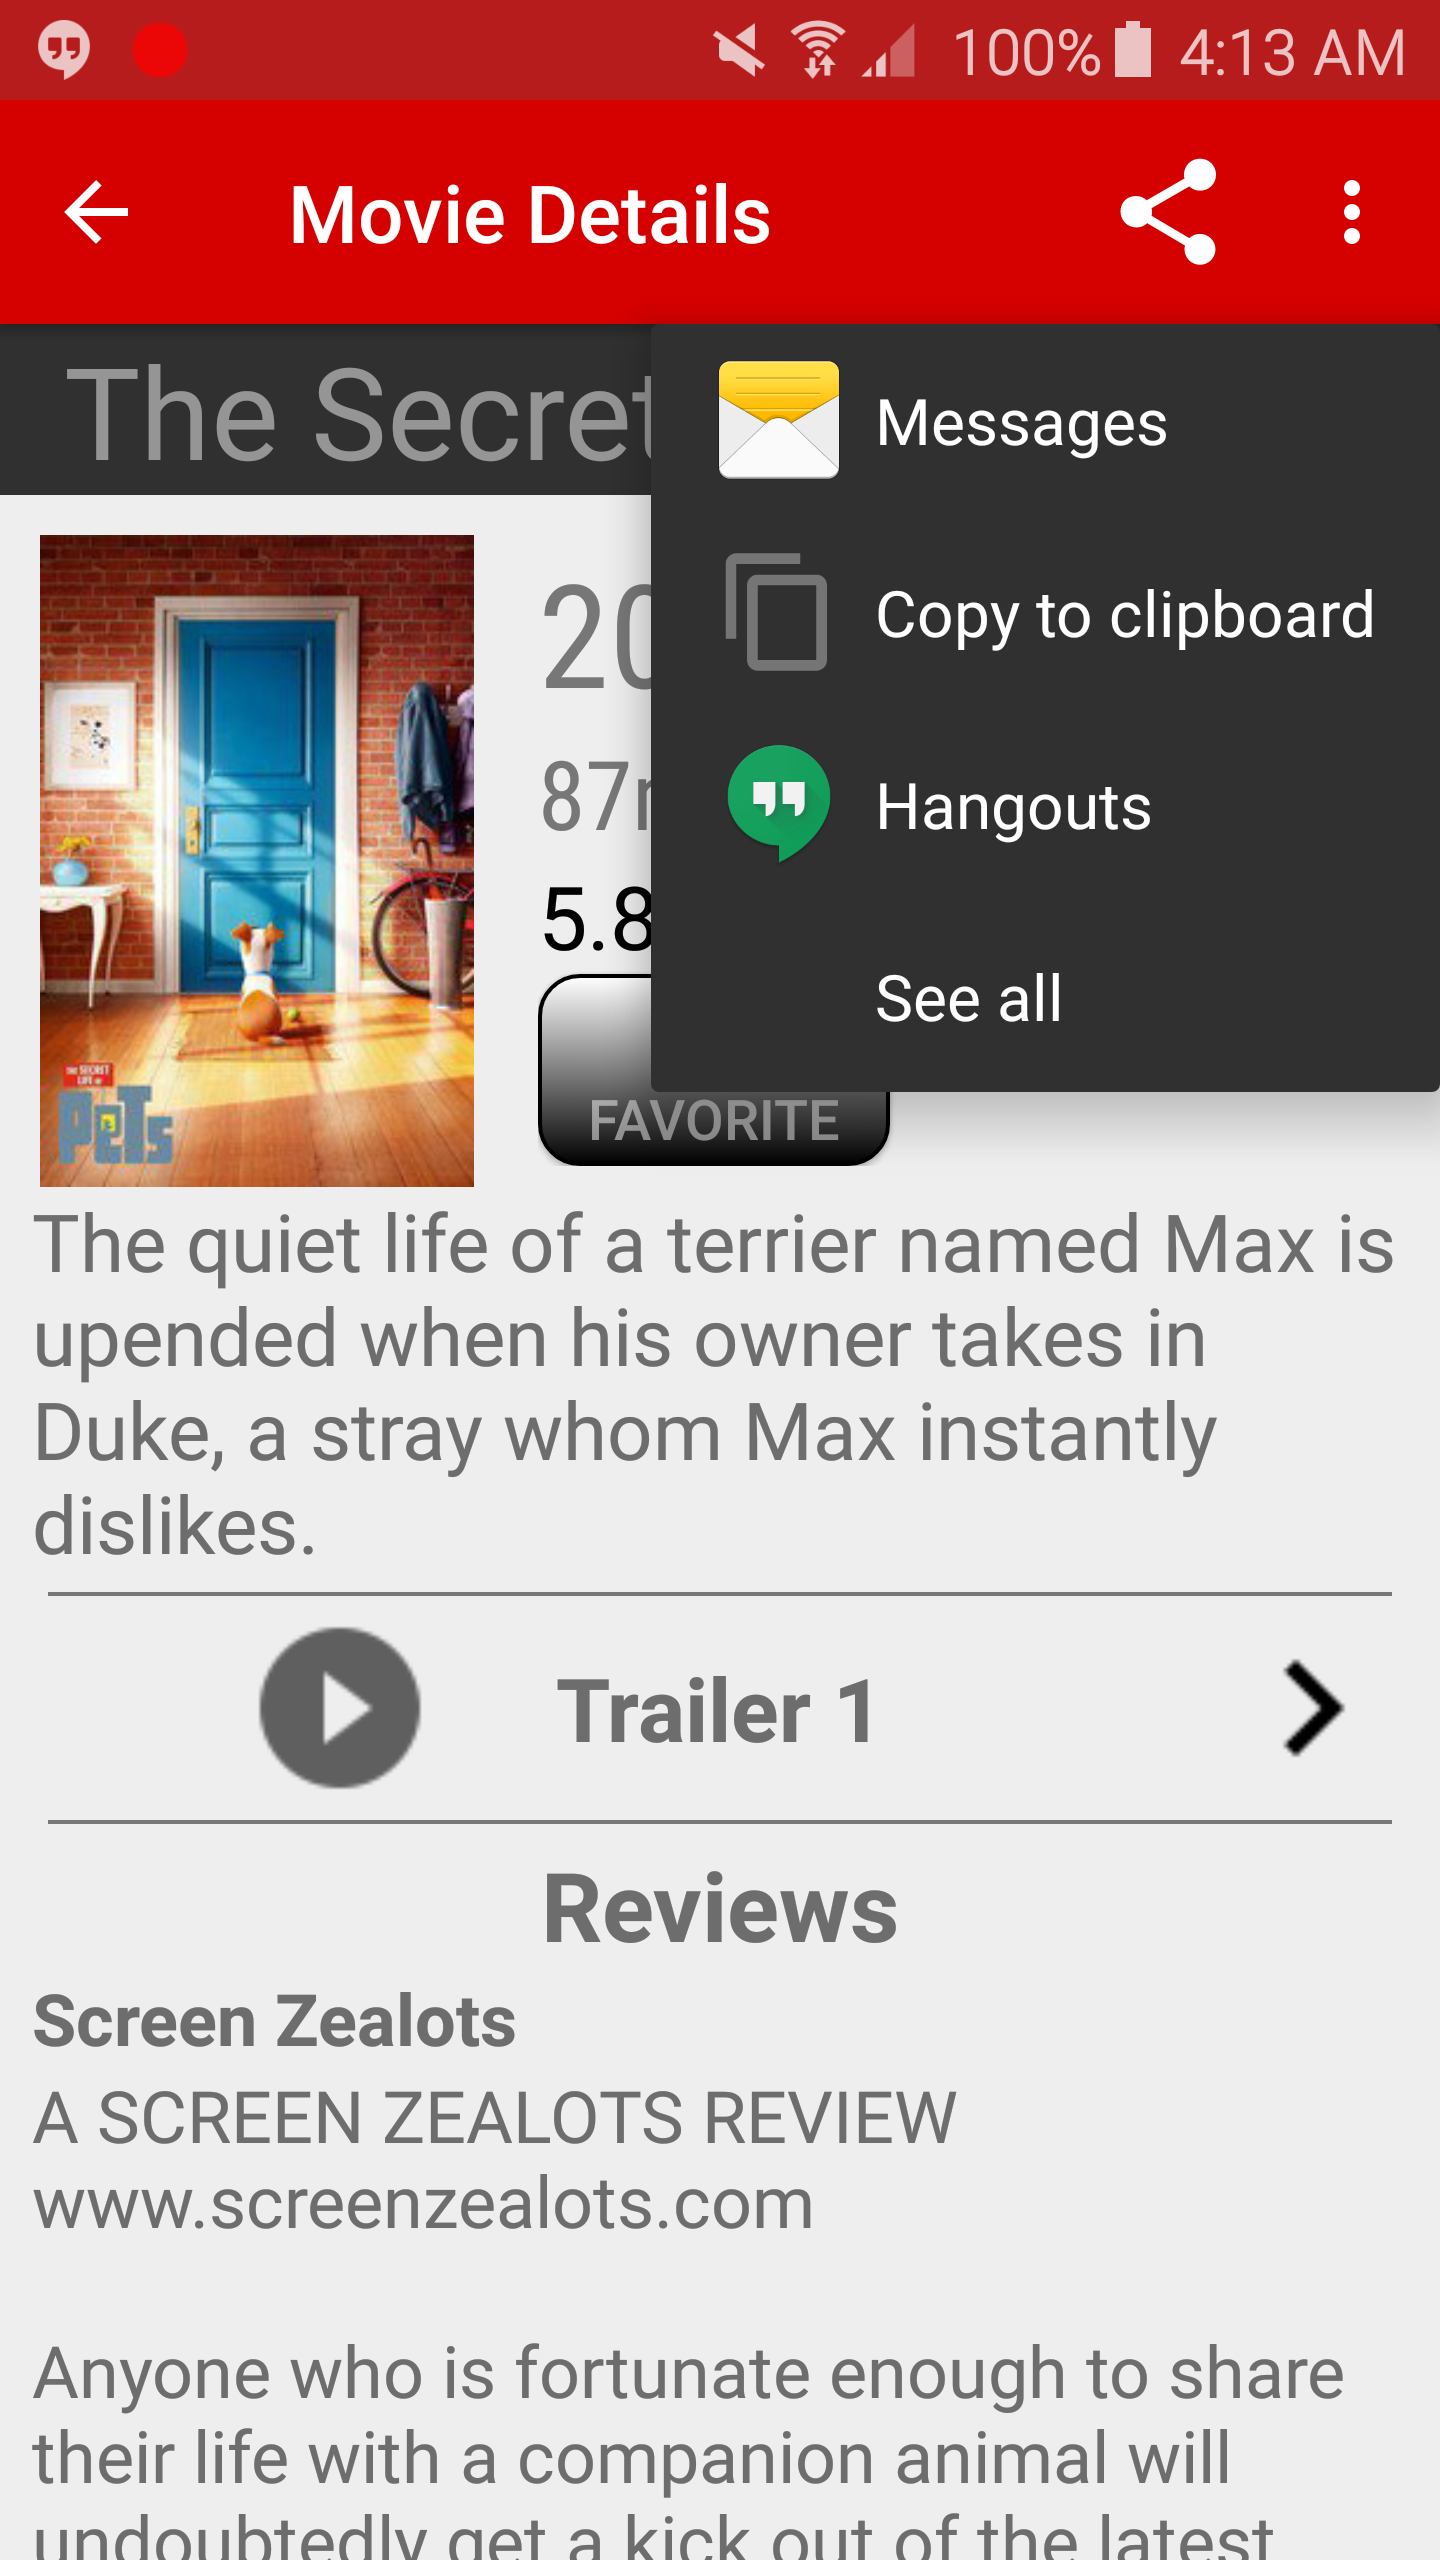 100% 4:13 AM
Movie Details
The Secret
Messages
Copy to clipboard
Hangouts
See all
20
87
5.8
FAVORITE
THE SECRET
LIFE OF
PeTs
The quiet life of a terrier named Max is
upended when his owner takes in
Duke, a stray whom Max instantly
dislikes.
Trailer 1
Reviews
Screen Zealots
A SCREEN ZEALOTS REVIEW
www.screenzealots.com
Anyone who is fortunate enough to share
their life with a companion animal will
undoubtedly get a kick out of the latest